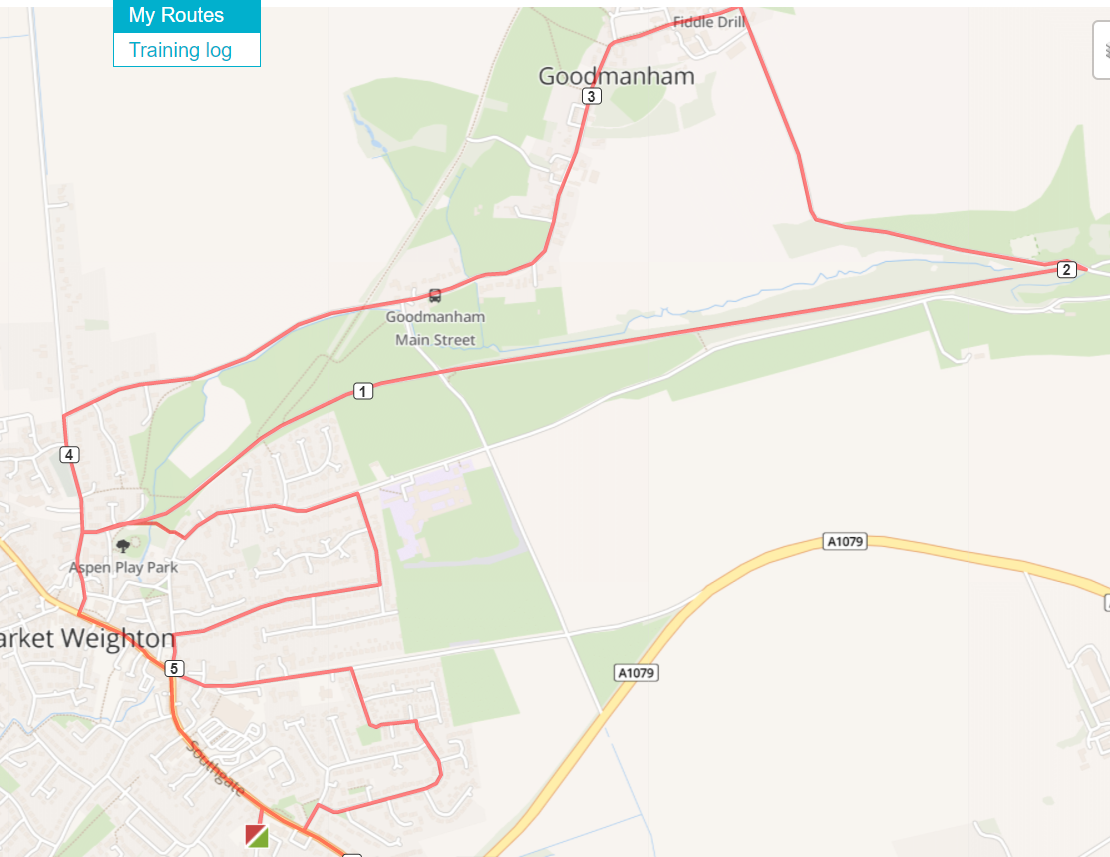 My Routes
Training log
Fiddle Drill
Goodmanham
3
2
Goodmanham
Main Street
1
4
A1079
Aspen Play Park
arket Weighton
5
A1079
Southgate